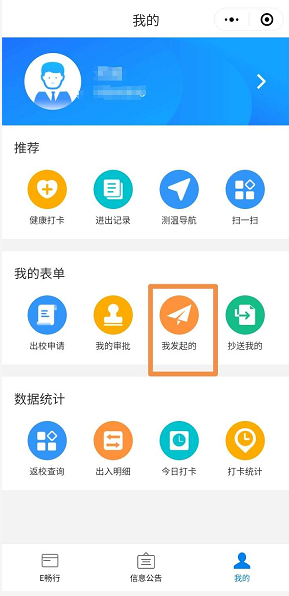 我的
推荐
健康打卡 进出记录 测温导航 扫一扫
我的表单
出校申请 我的审批 我发起的 抄送我的
数据统计
返校查询 出入明细 今日打卡 打卡统计
E畅行 信息公告 我的